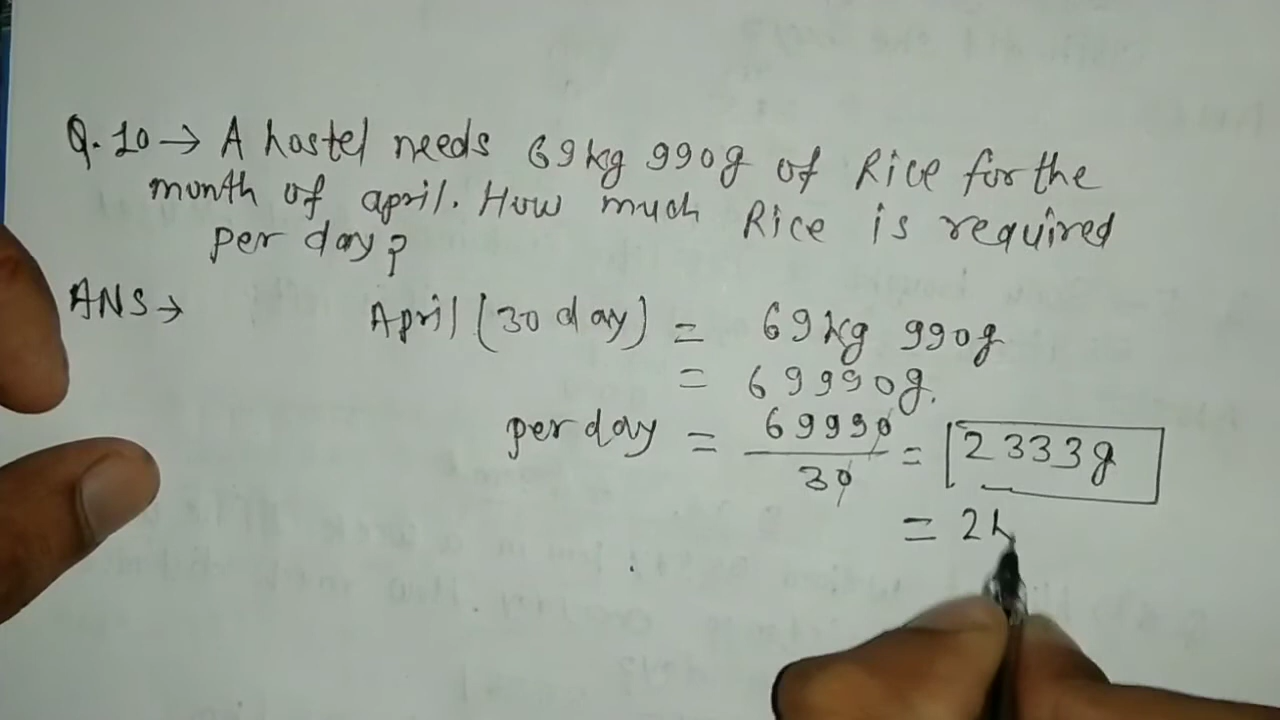 Q.10→ A hostel needs 69kg 990g of Rice for the
month of april. How much Rice is required
per day?
ANS→ April (30 day) = 69kg 990g
= 69990g.
per day = 69990/30 = 2333g
= 2k